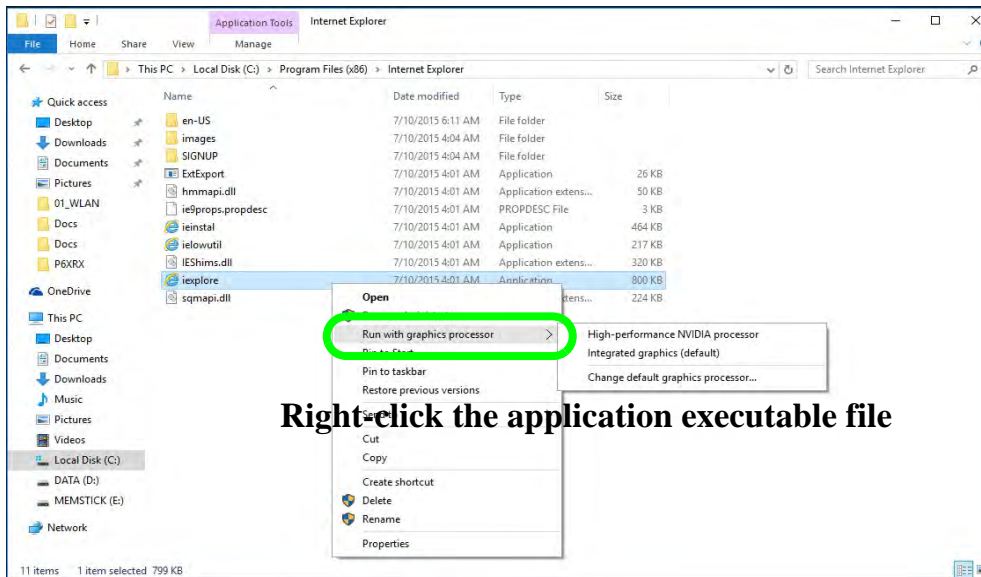 Application Tools Internet Explorer
File Home Share View Manage
This PC > Local Disk (C:) > Program Files (x86) > Internet Explorer
Search Internet Explorer
Name Date modified Type Size
Quick access
Desktop
Downloads
Documents
Pictures
01_WLAN
Docs
Docs
P6XRX
OneDrive
This PC
Desktop
Documents
Downloads
Music
Pictures
Videos
Local Disk (C:)
DATA (D:)
MEMSTICK (E:)
Network
en-US 7/10/2015 6:11 AM File folder
images 7/10/2015 4:04 AM File folder
SIGNUP 7/10/2015 4:04 AM File folder
ExtExport 7/10/2015 4:01 AM Application 26 KB
hmmapi.dll 7/10/2015 4:01 AM Application extens... 50 KB
ie9props.propdesc 7/10/2015 4:01 AM PROPDESC File 3 KB
ieinstal 7/10/2015 4:01 AM Application 464 KB
ielowutil 7/10/2015 4:01 AM Application 217 KB
IEShims.dll 7/10/2015 4:01 AM Application extens... 320 KB
iexplore 7/10/2015 4:01 AM Application 800 KB
sqmapi.dll 224 KB
Open
Run with graphics processor
Pin to Start
Pin to taskbar
Restore previous versions
Cut
Copy
Create shortcut
Delete
Rename
Properties
High-performance NVIDIA processor
Integrated graphics (default)
Change default graphics processor...
Right-click the application executable file
11 items 1 item selected 799 KB